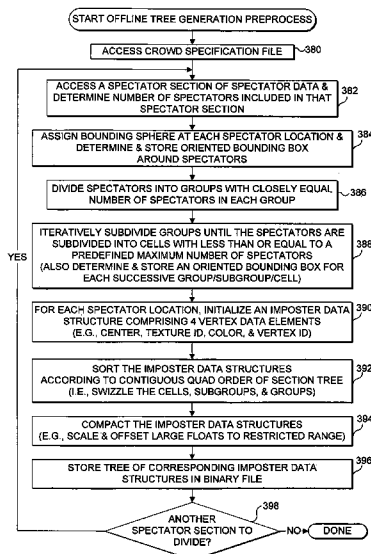 START OFFLINE TREE GENERATION PREPROCESS
ACCESS CROWD SPECIFICATION FILE
380
ACCESS A SPECTATOR SECTION OF SPECTATOR DATA &
DETERMINE NUMBER OF SPECTATORS INCLUDED IN THAT
SPECTATOR SECTION
382
ASSIGN BOUNDING SPHERE AT EACH SPECTATOR LOCATION &
DETERMINE & STORE ORIENTED BOUNDING BOX
AROUND SPECTATORS
384
DIVIDE SPECTATORS INTO GROUPS WITH CLOSELY EQUAL
NUMBER OF SPECTATORS IN EACH GROUP
386
YES
ITERATIVELY SUBDIVIDE GROUPS UNTIL THE SPECTATORS ARE
SUBDIVIDED INTO CELLS WITH LESS THAN OR EQUAL TO A
PREDEFINED MAXIMUM NUMBER OF SPECTATORS
(ALSO DETERMINE & STORE AN ORIENTED BOUNDING BOX FOR
EACH SUCCESSIVE GROUP/SUBGROUP/CELL)
388
FOR EACH SPECTATOR LOCATION, INITIALIZE AN IMPOSTER DATA
STRUCTURE COMPRISING 4 VERTEX DATA ELEMENTS
(E.G., CENTER, TEXTURE ID, COLOR, & VERTEX ID)
390
SORT THE IMPOSTER DATA STRUCTURES
ACCORDING TO CONTIGUOUS QUAD ORDER OF SECTION TREE
(I.E., SWIZZLE THE CELLS, SUBGROUPS, & GROUPS)
392
COMPACT THE IMPOSTER DATA STRUCTURES
(E.G., SCALE & OFFSET LARGE FLOATS TO RESTRICTED RANGE)
394
STORE TREE OF CORRESPONDING IMPOSTER DATA
STRUCTURES IN BINARY FILE
396
ANOTHER
SPECTATOR SECTION TO
DIVIDE?
398
NO
DONE